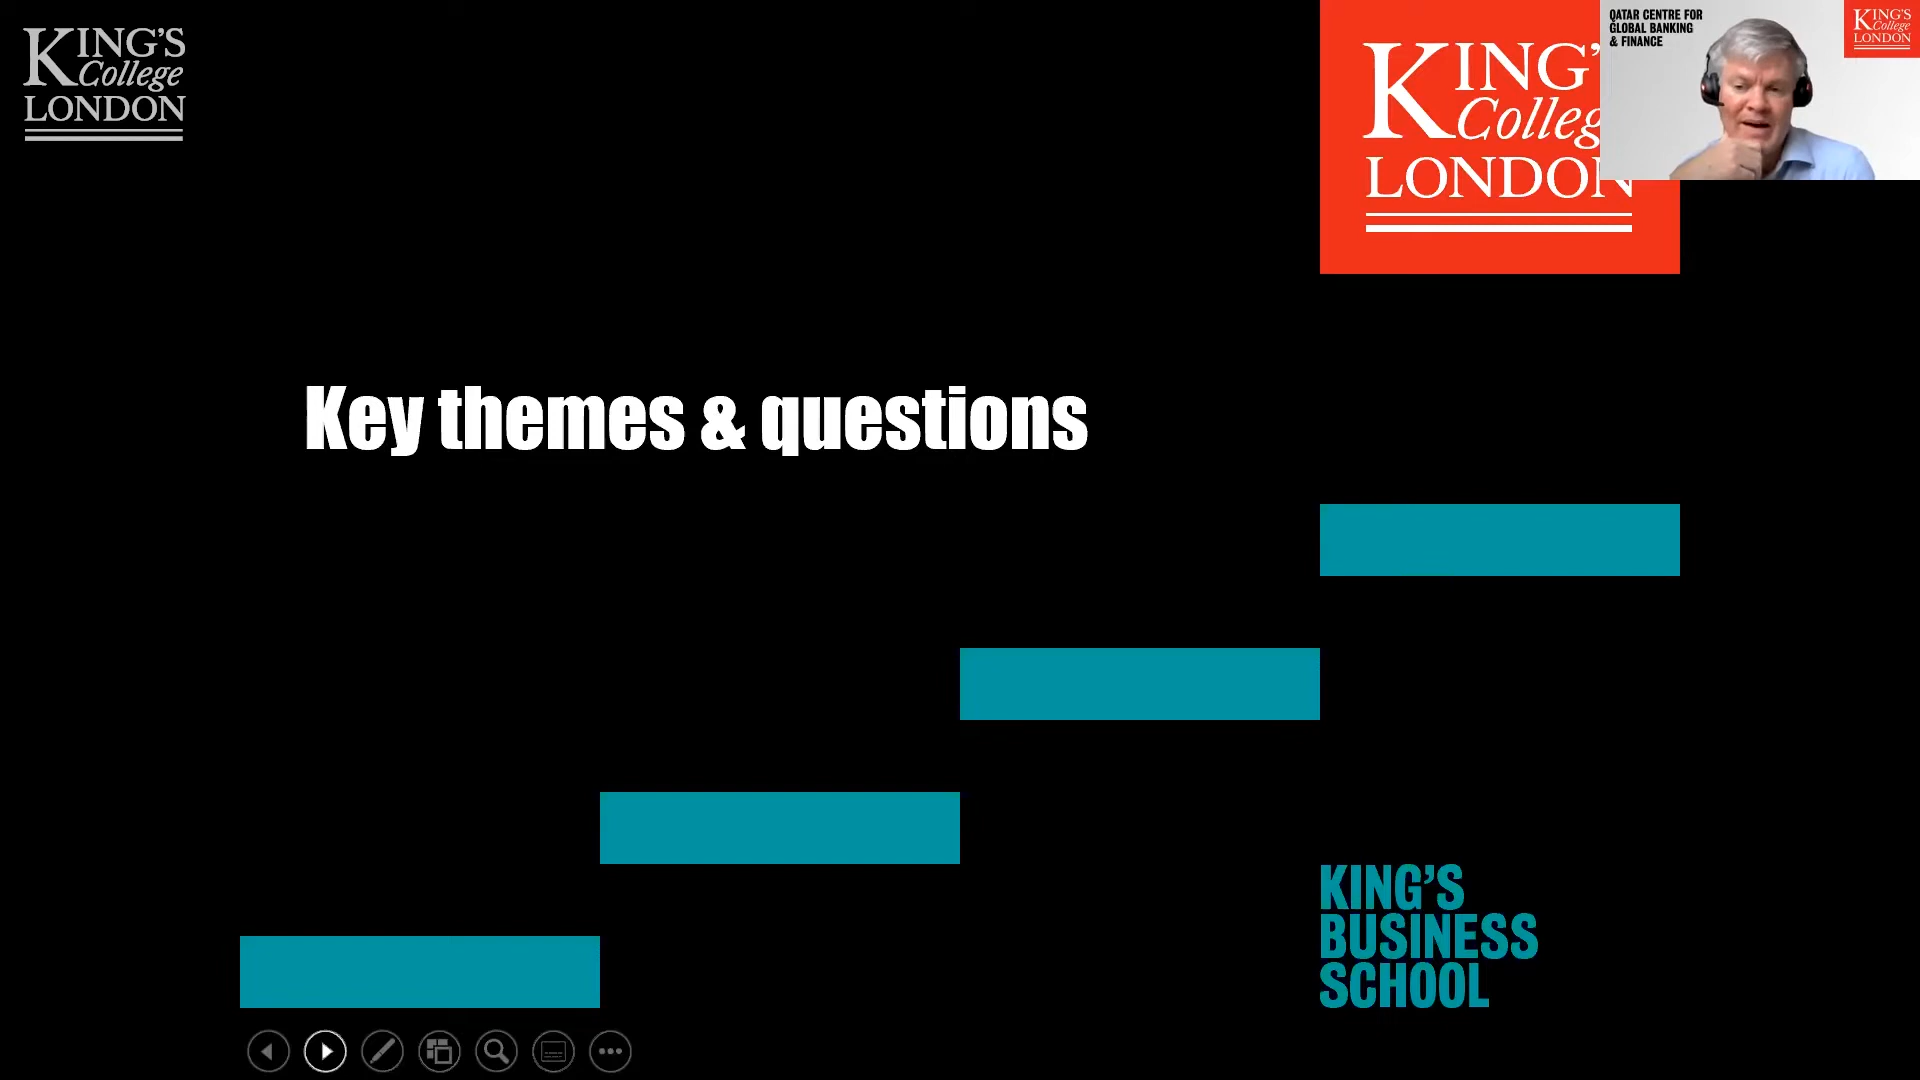 KING'S
College
LONDON
KING'
Colleg
LONDON
QATAR CENTRE FOR
GLOBAL BANKING
& FINANCE
KING'S
College
LONDON
Key themes & questions
KING'S
BUSINESS
SCHOOL